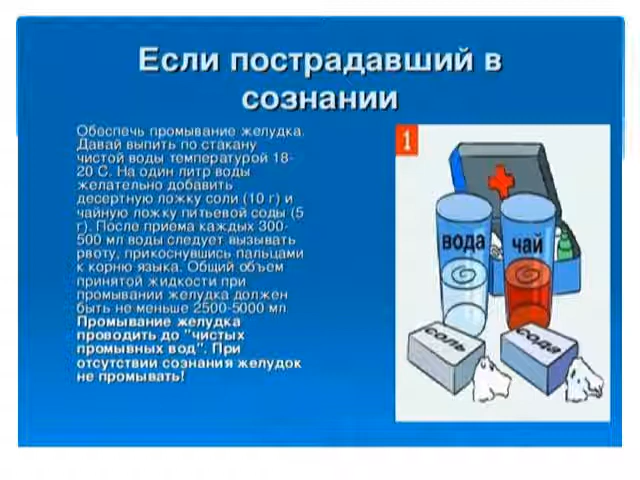 Если пострадавший в
сознании
Обеспечь промывание желудка.
Давай выпить по стакану
чистой воды температурой 18-
20 С. На один литр воды
желательно добавить
десертную ложку соли (10 г) и
чайную ложку питьевой соды (5
г). После приема каждых 300-
500 мл воды следует вызывать
рвоту, прикоснувшись пальцами
к корню языка. Общий объем
принятой жидкости при
промывании желудка должен
быть не меньше 2500-5000 мл.
Промывание желудка
проводить до "чистых
промывных вод". При
отсутствии сознания желудок
не промывать!
1
вода
чай
соль
сода